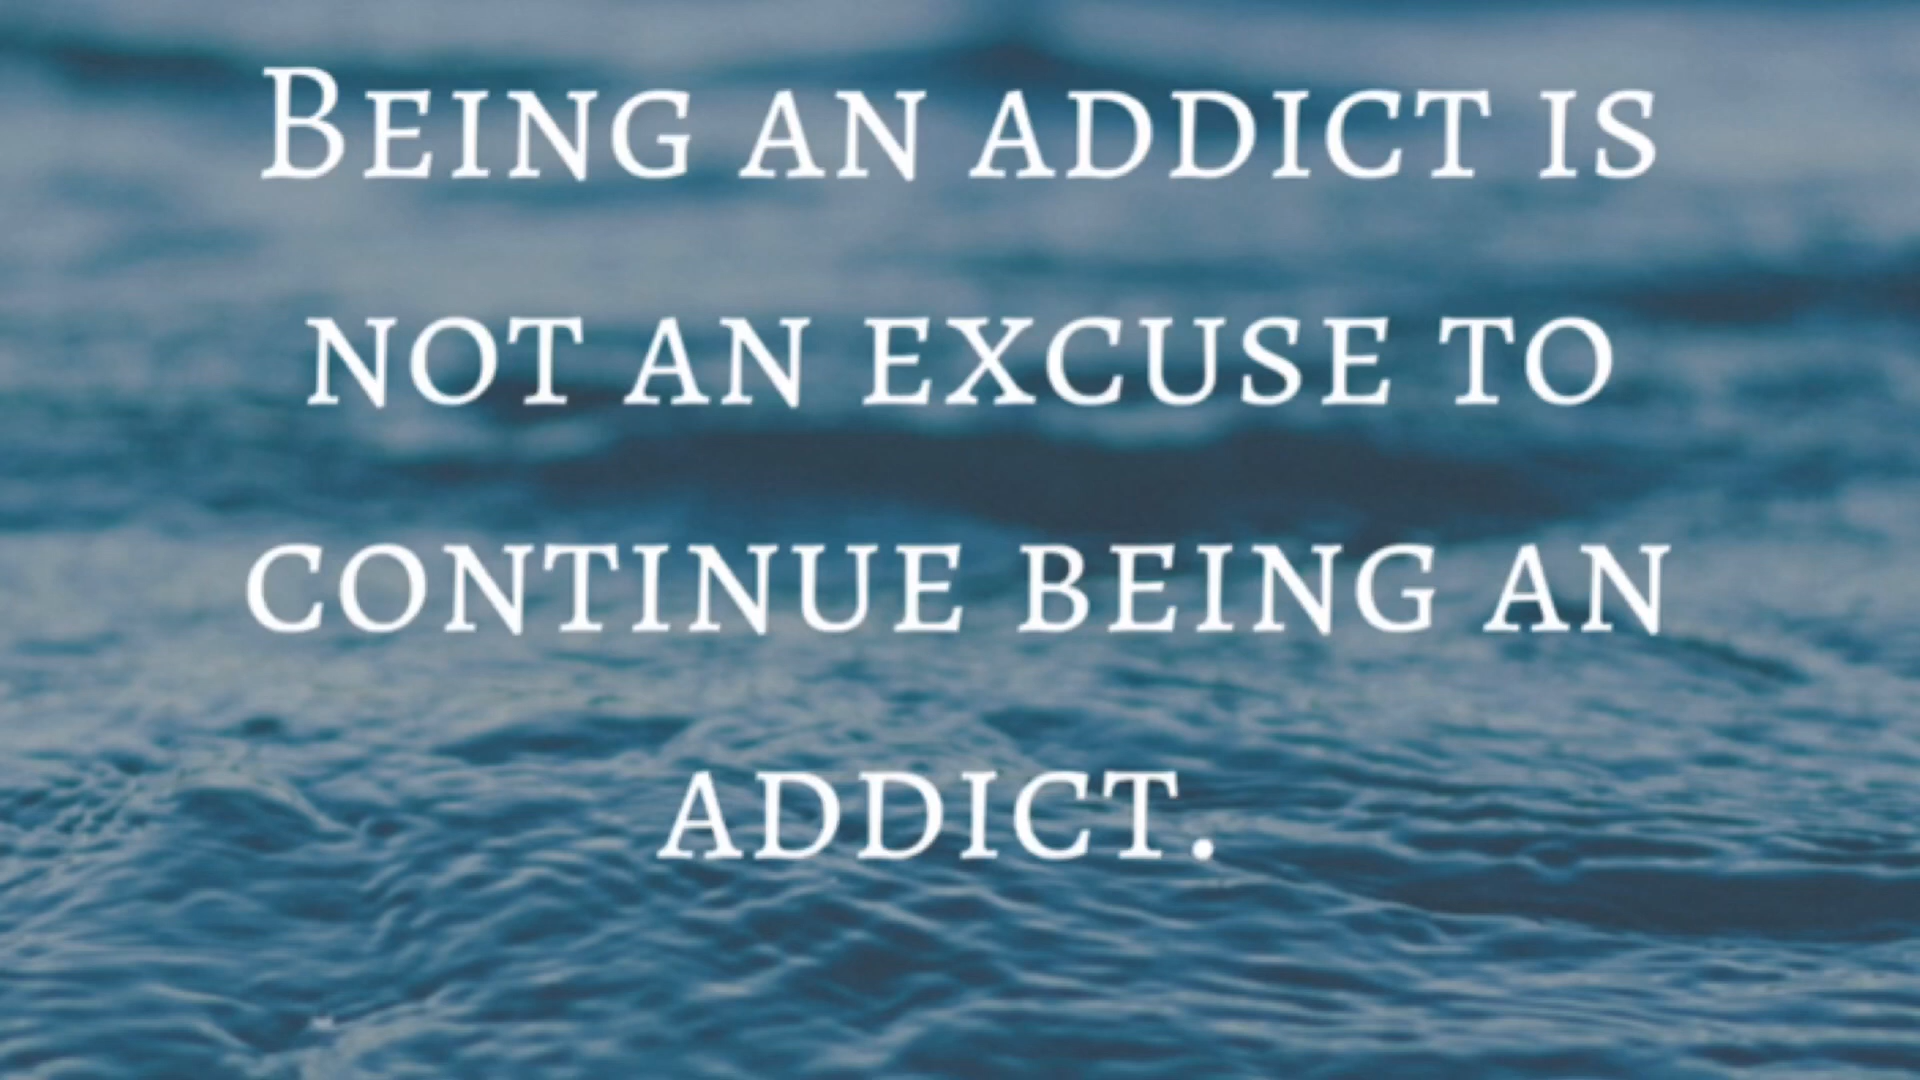 Being an addict is
not an excuse to
continue being an
addict.